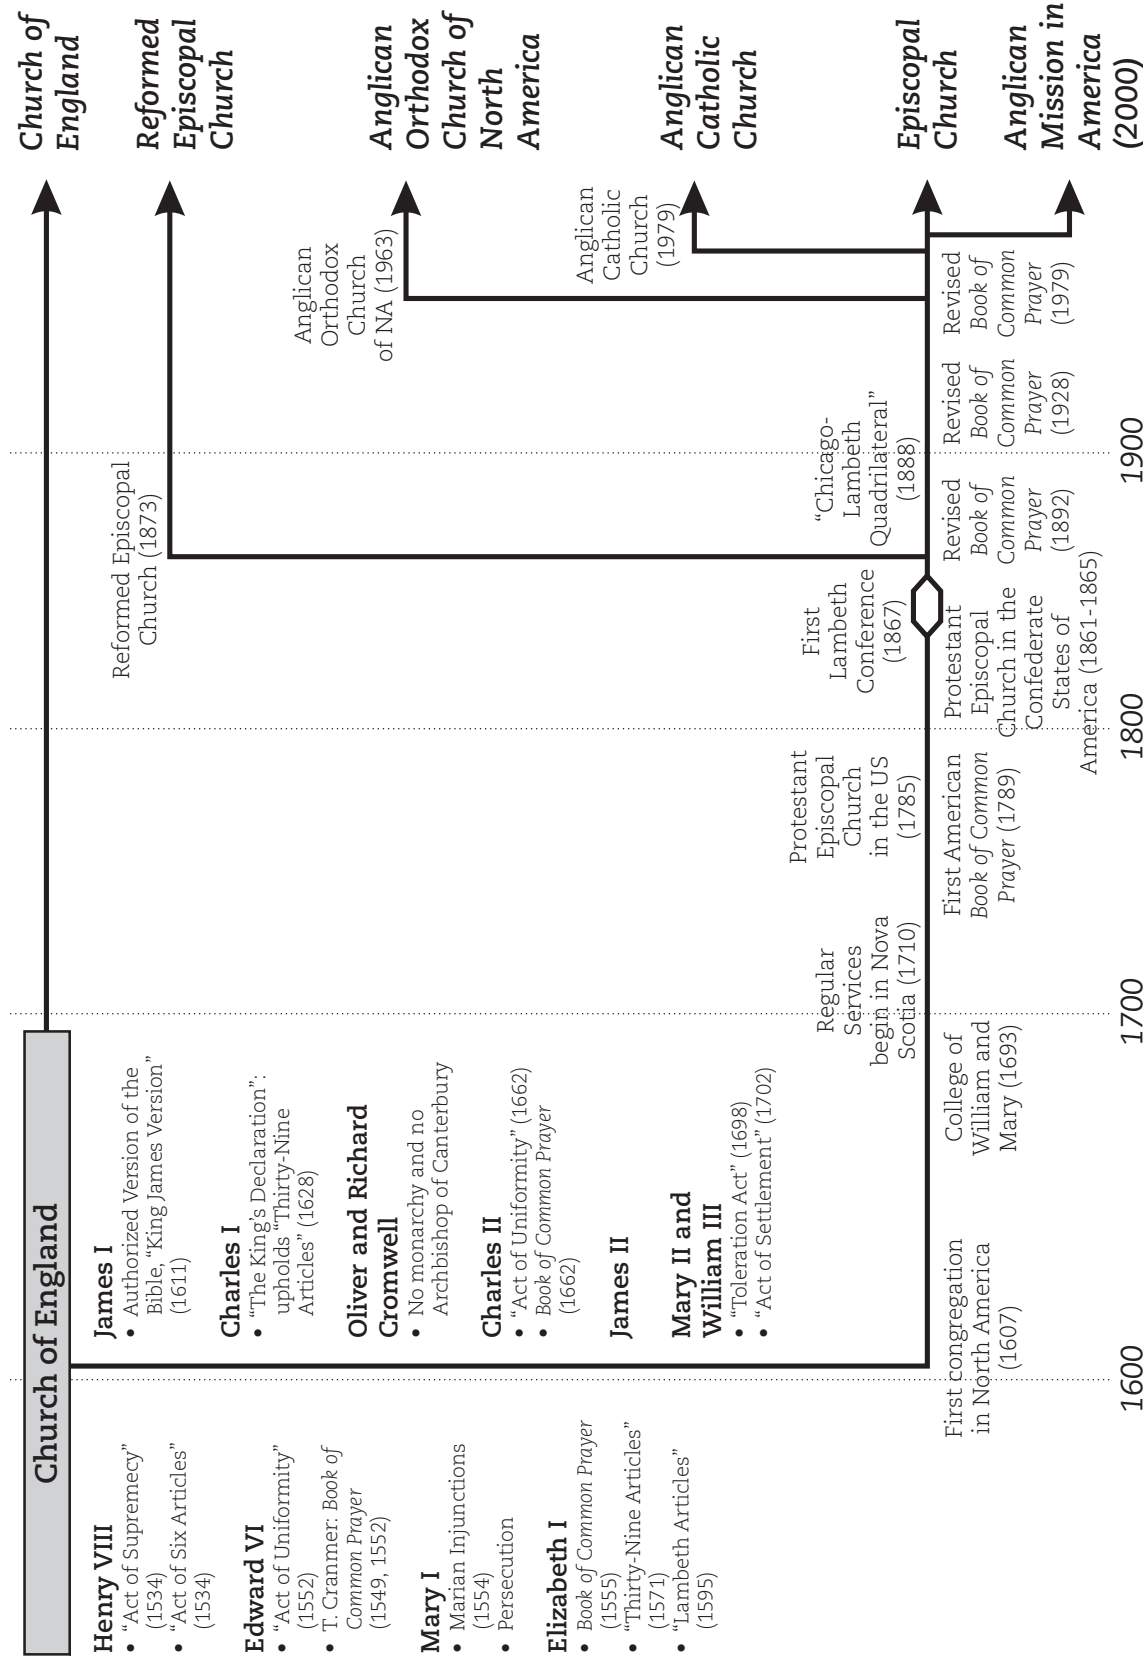 Church of England
Henry VIII
• “Act of Supremecy”
(1534)
• “Act of Six Articles”
(1534)
Edward VI
• “Act of Uniformity”
(1552)
• T. Cranmer: Book of
Common Prayer
(1549, 1552)
Mary I
• Marian Injunctions
(1554)
• Persecution
Elizabeth I
• Book of Common Prayer
(1555)
• “Thirty-Nine Articles”
(1571)
• “Lambeth Articles”
(1595)
James I
• Authorized Version of the
Bible, “King James Version”
(1611)
Charles I
• “The King’s Declaration”:
upholds “Thirty-Nine
Articles” (1628)
Oliver and Richard
Cromwell
• No monarchy and no
Archbishop of Canterbury
Charles II
• “Act of Uniformity” (1662)
• Book of Common Prayer
(1662)
James II
Mary II and
William III
• “Toleration Act” (1698)
• “Act of Settlement” (1702)
First congregation
in North America
(1607)
College of
William and
Mary (1693)
Regular
Services
begin in Nova
Scotia (1710)
Protestant
Episcopal
Church
in the US
(1785)
First American
Book of Common
Prayer (1789)
First
Lambeth
Conference
(1867)
Protestant
Episcopal
Church in the
Confederate
States of
America (1861-1865)
Reformed Episcopal
Church (1873)
“Chicago-
Lambeth
Quadrilateral”
(1888)
Revised
Book of
Common
Prayer
(1892)
Revised
Book of
Common
Prayer
(1928)
Revised
Book of
Common
Prayer
(1979)
Anglican
Orthodox
Church
of NA (1963)
Anglican
Catholic
Church
(1979)
Church of
England
Reformed
Episcopal
Church
Anglican
Orthodox
Church of
North
America
Anglican
Catholic
Church
Episcopal
Church
Anglican
Mission in
America
(2000)
1600
1700
1800
1900